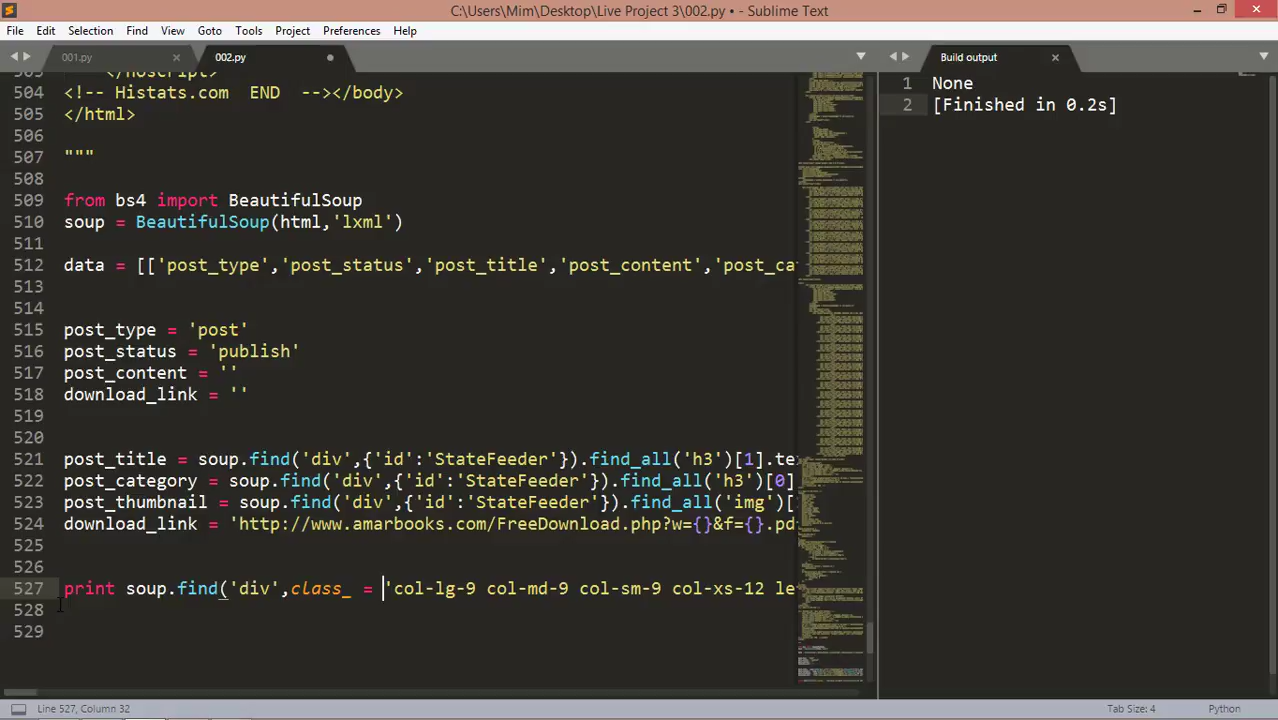 C:\Users\Mim\Desktop\Live Project 3\002.py • - Sublime Text
File Edit Selection Find View Goto Tools Project Preferences Help
001.py × 002.py Build output ×
504 <!-- Histats.com  END  --></body>
505 </html>
506
507 """
508
509 from bs4 import BeautifulSoup
510 soup = BeautifulSoup(html,'lxml')
511
512 data = [['post_type','post_status','post_title','post_content','post_ca
513
514
515 post_type = 'post'
516 post_status = 'publish'
517 post_content = ''
518 download_link = ''
519
520
521 post_title = soup.find('div',{'id':'StateFeeder'}).find_all('h3')[1].te
522 post_category = soup.find('div',{'id':'StateFeeder'}).find_all('h3')[0]
523 post_thumbnail = soup.find('div',{'id':'StateFeeder'}).find_all('img')[
524 download_link = 'http://www.amarbooks.com/FreeDownload.php?w={}&f={}.pd
525
526
527 print soup.find('div',class_ = 'col-lg-9 col-md-9 col-sm-9 col-xs-12 le
528
529
1 None
2 [Finished in 0.2s]
Line 527, Column 32
Tab Size: 4
Python